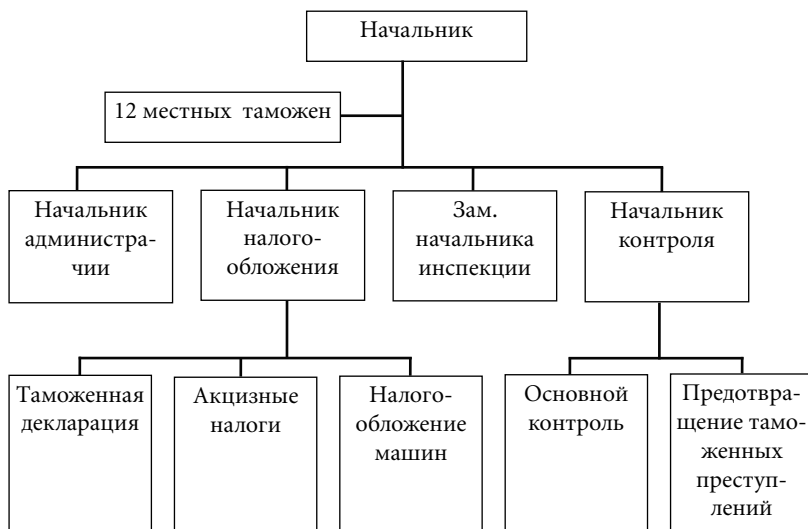 Начальник
12 местных таможен
Начальник
администра-
чии
Начальник
налого-
обложения
Зам.
начальника
инспекции
Начальник
контроля
Таможенная
декларация
Акцизные
налоги
Налого-
обложение
машин
Основной
контроль
Предотвра-
щение тамо-
женных
преступ-
лений